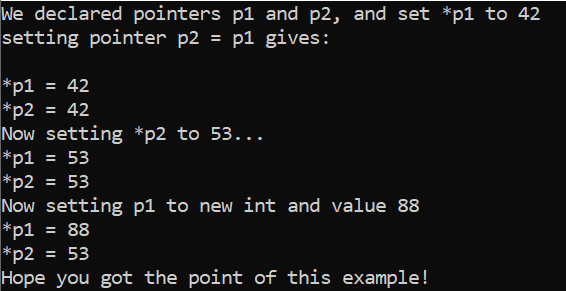 We declared pointers p1 and p2, and set *p1 to 42
setting pointer p2 = p1 gives:
*p1 = 42
*p2 = 42
Now setting *p2 to 53...
*p1 = 53
*p2 = 53
Now setting p1 to new int and value 88
*p1 = 88
*p2 = 53
Hope you got the point of this example!